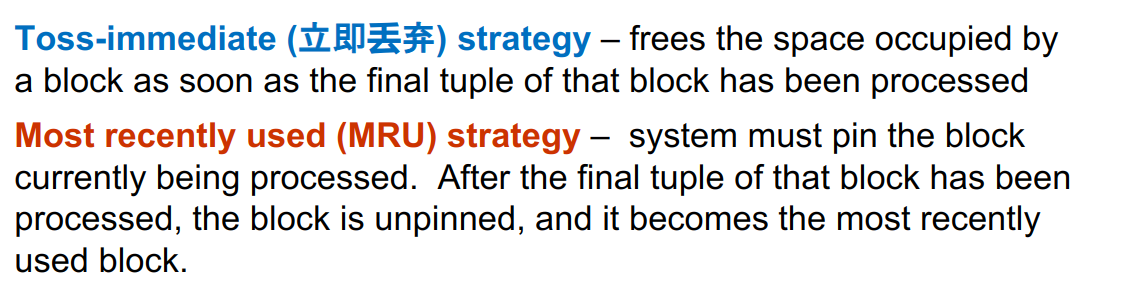 Toss-immediate (立即丢弃) strategy – frees the space occupied by
a block as soon as the final tuple of that block has been processed
Most recently used (MRU) strategy –  system must pin the block
currently being processed.  After the final tuple of that block has been
processed, the block is unpinned, and it becomes the most recently
used block.